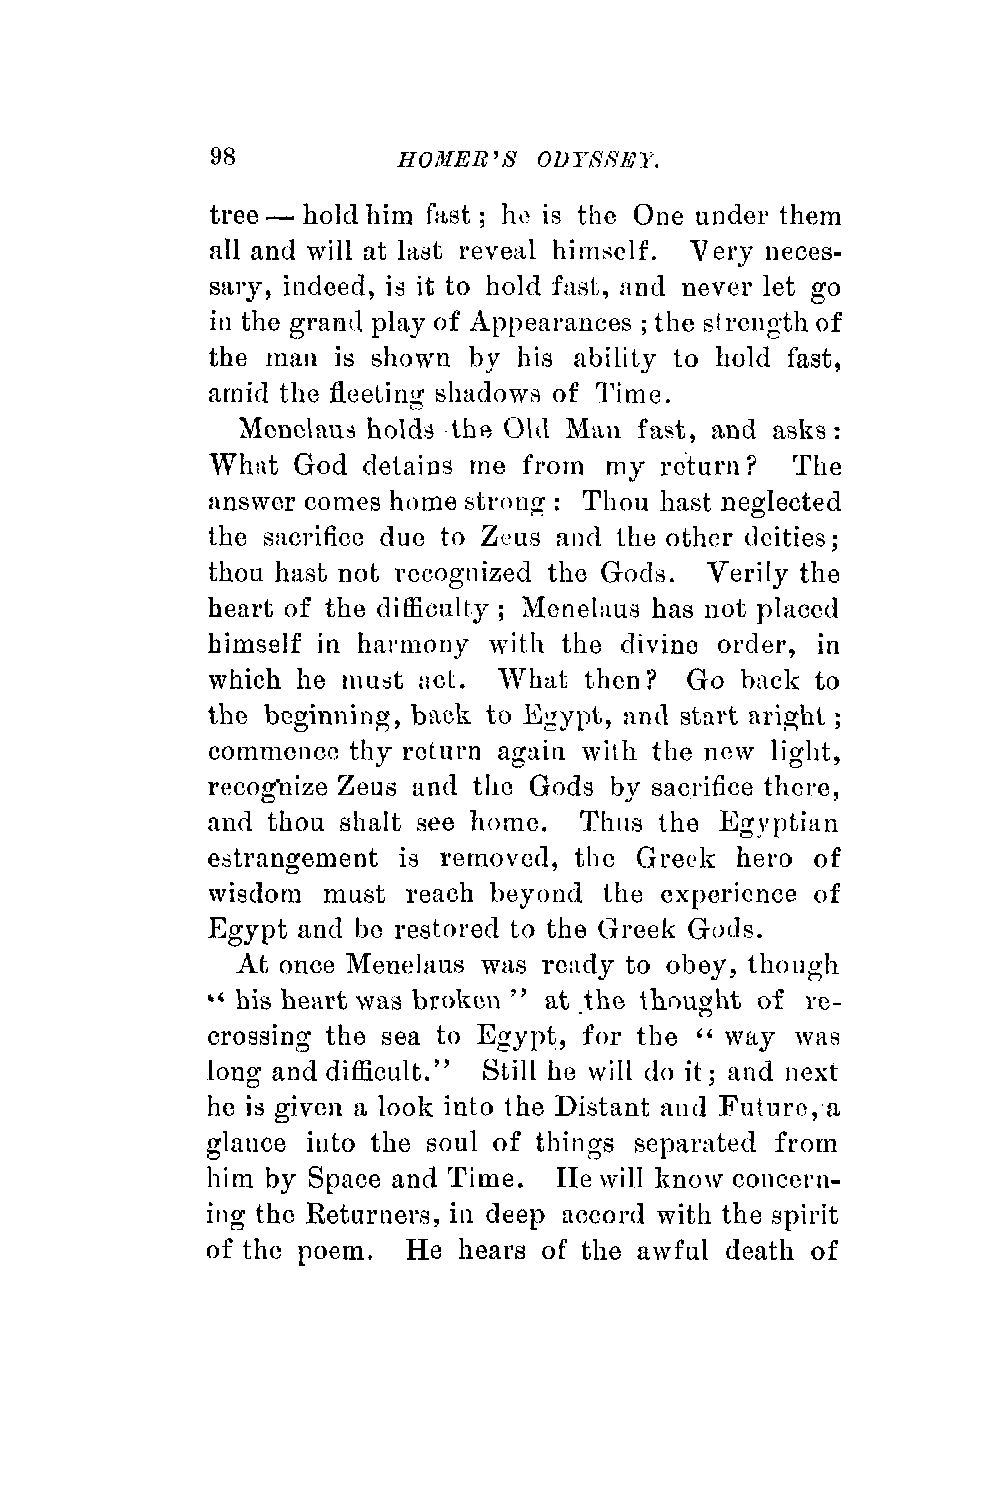 98 HOMER'S ODYSSEY.
tree — hold him fast; he is the One under them
all and will at last reveal himself. Very neces-
sary, indeed, is it to hold fast, and never let go
in the grand play of Appearances ; the strength of
the man is shown by his ability to hold fast,
amid the fleeting shadows of Time.
Menelaus holds the Old Man fast, and asks:
What God detains me from my return? The
answer comes home strong : Thou hast neglected
the sacrifice due to Zeus and the other deities;
thou hast not recognized the Gods. Verily the
heart of the difficulty ; Menelaus has not placed
himself in harmony with the divine order, in
which he must act. What then? Go back to
the beginning, back to Egypt, and start aright ;
commence thy return again with the new light,
recognize Zeus and the Gods by sacrifice there,
and thou shalt see home. Thus the Egyptian
estrangement is removed, the Greek hero of
wisdom must reach beyond the experience of
Egypt and be restored to the Greek Gods.
At once Menelaus was ready to obey, though
“ his heart was broken ” at the thought of re-
crossing the sea to Egypt, for the “ way was
long and difficult.” Still he will do it; and next
he is given a look into the Distant and Future, a
glance into the soul of things separated from
him by Space and Time. He will know concern-
ing the Returners, in deep accord with the spirit
of the poem. He hears of the awful death of